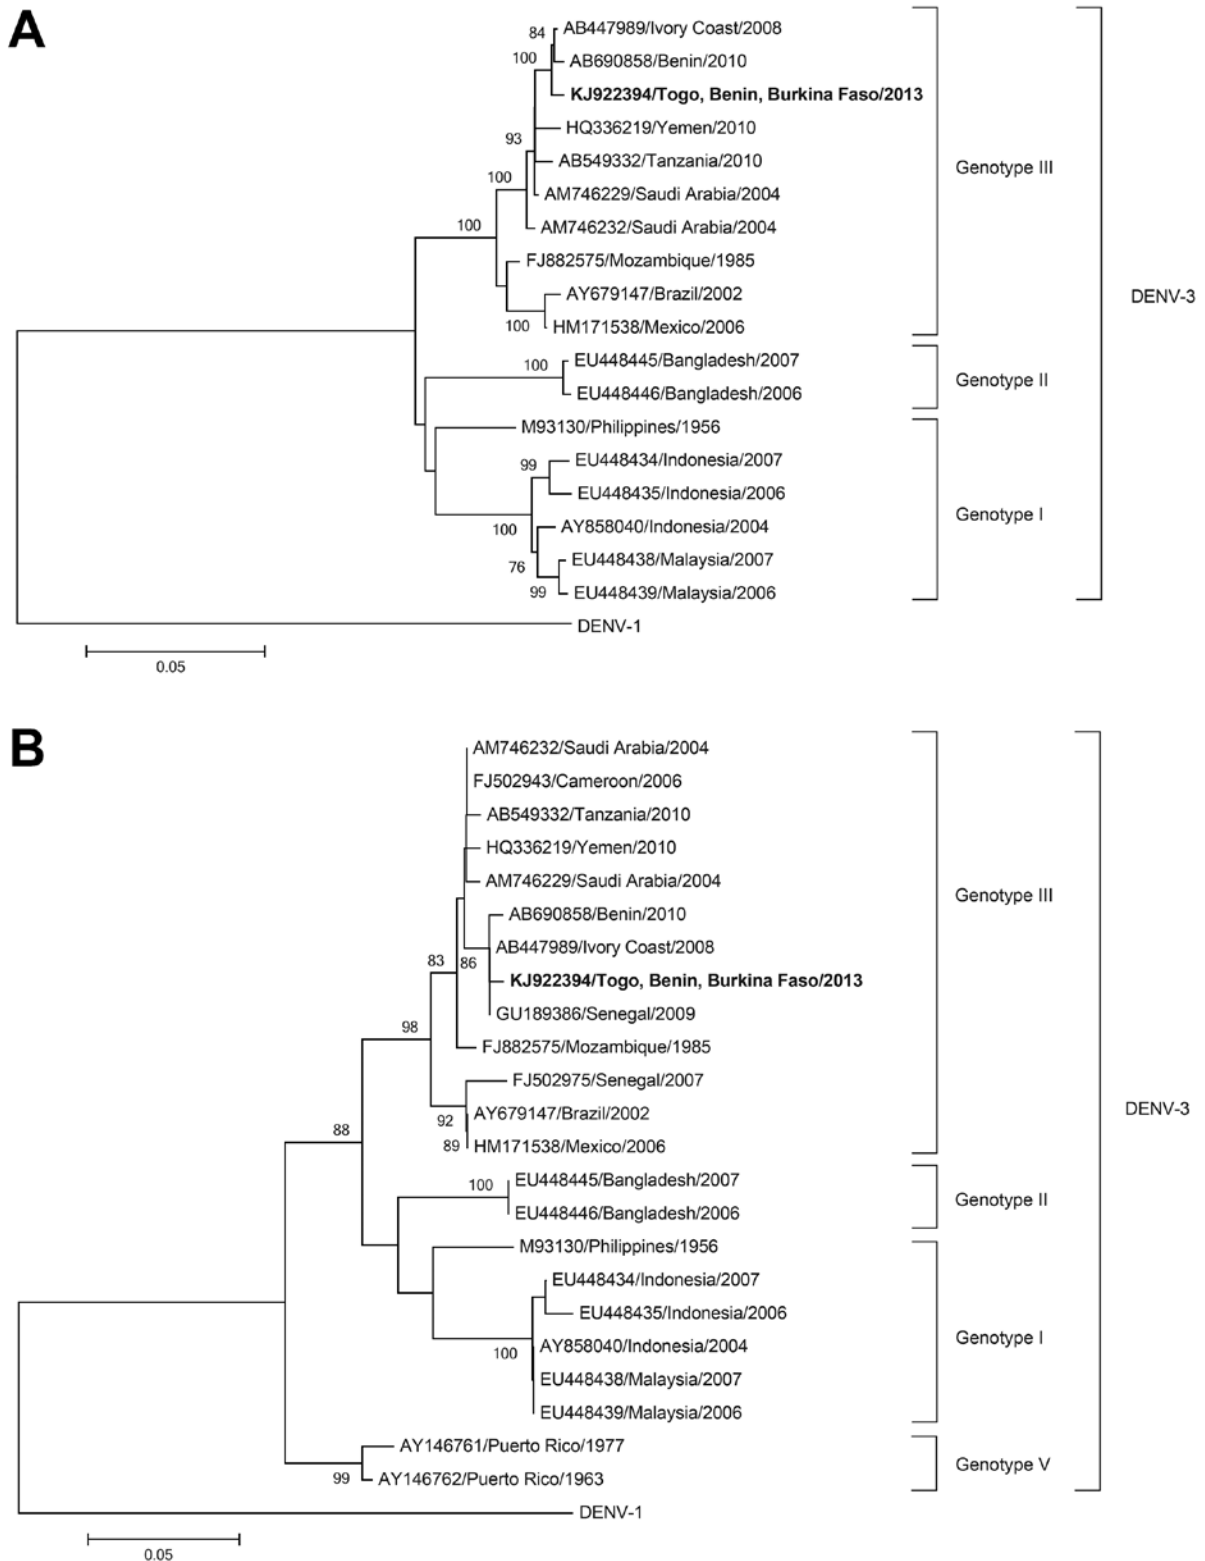 A
84
AB447989/Ivory Coast/2008
100
AB690858/Benin/2010
KJ922394/Togo, Benin, Burkina Faso/2013
HQ336219/Yemen/2010
93
AB549332/Tanzania/2010
Genotype III
100
AM746229/Saudi Arabia/2004
100
AM746232/Saudi Arabia/2004
FJ882575/Mozambique/1985
AY679147/Brazil/2002
DENV-3
100
HM171538/Mexico/2006
100
EU448445/Bangladesh/2007
Genotype II
EU448446/Bangladesh/2006
M93130/Philippines/1956
99
EU448434/Indonesia/2007
EU448435/Indonesia/2006
Genotype I
100
AY858040/Indonesia/2004
76
EU448438/Malaysia/2007
99
EU448439/Malaysia/2006
DENV-1
0.05
B
AM746232/Saudi Arabia/2004
FJ502943/Cameroon/2006
AB549332/Tanzania/2010
HQ336219/Yemen/2010
AM746229/Saudi Arabia/2004
Genotype III
AB690858/Benin/2010
AB447989/Ivory Coast/2008
83
86
KJ922394/Togo, Benin, Burkina Faso/2013
GU189386/Senegal/2009
98
FJ882575/Mozambique/1985
FJ502975/Senegal/2007
DENV-3
AY679147/Brazil/2002
92
88
89
HM171538/Mexico/2006
100
EU448445/Bangladesh/2007
Genotype II
EU448446/Bangladesh/2006
M93130/Philippines/1956
EU448434/Indonesia/2007
EU448435/Indonesia/2006
Genotype I
AY858040/Indonesia/2004
100
EU448438/Malaysia/2007
EU448439/Malaysia/2006
AY146761/Puerto Rico/1977
Genotype V
99
AY146762/Puerto Rico/1963
DENV-1
0.05